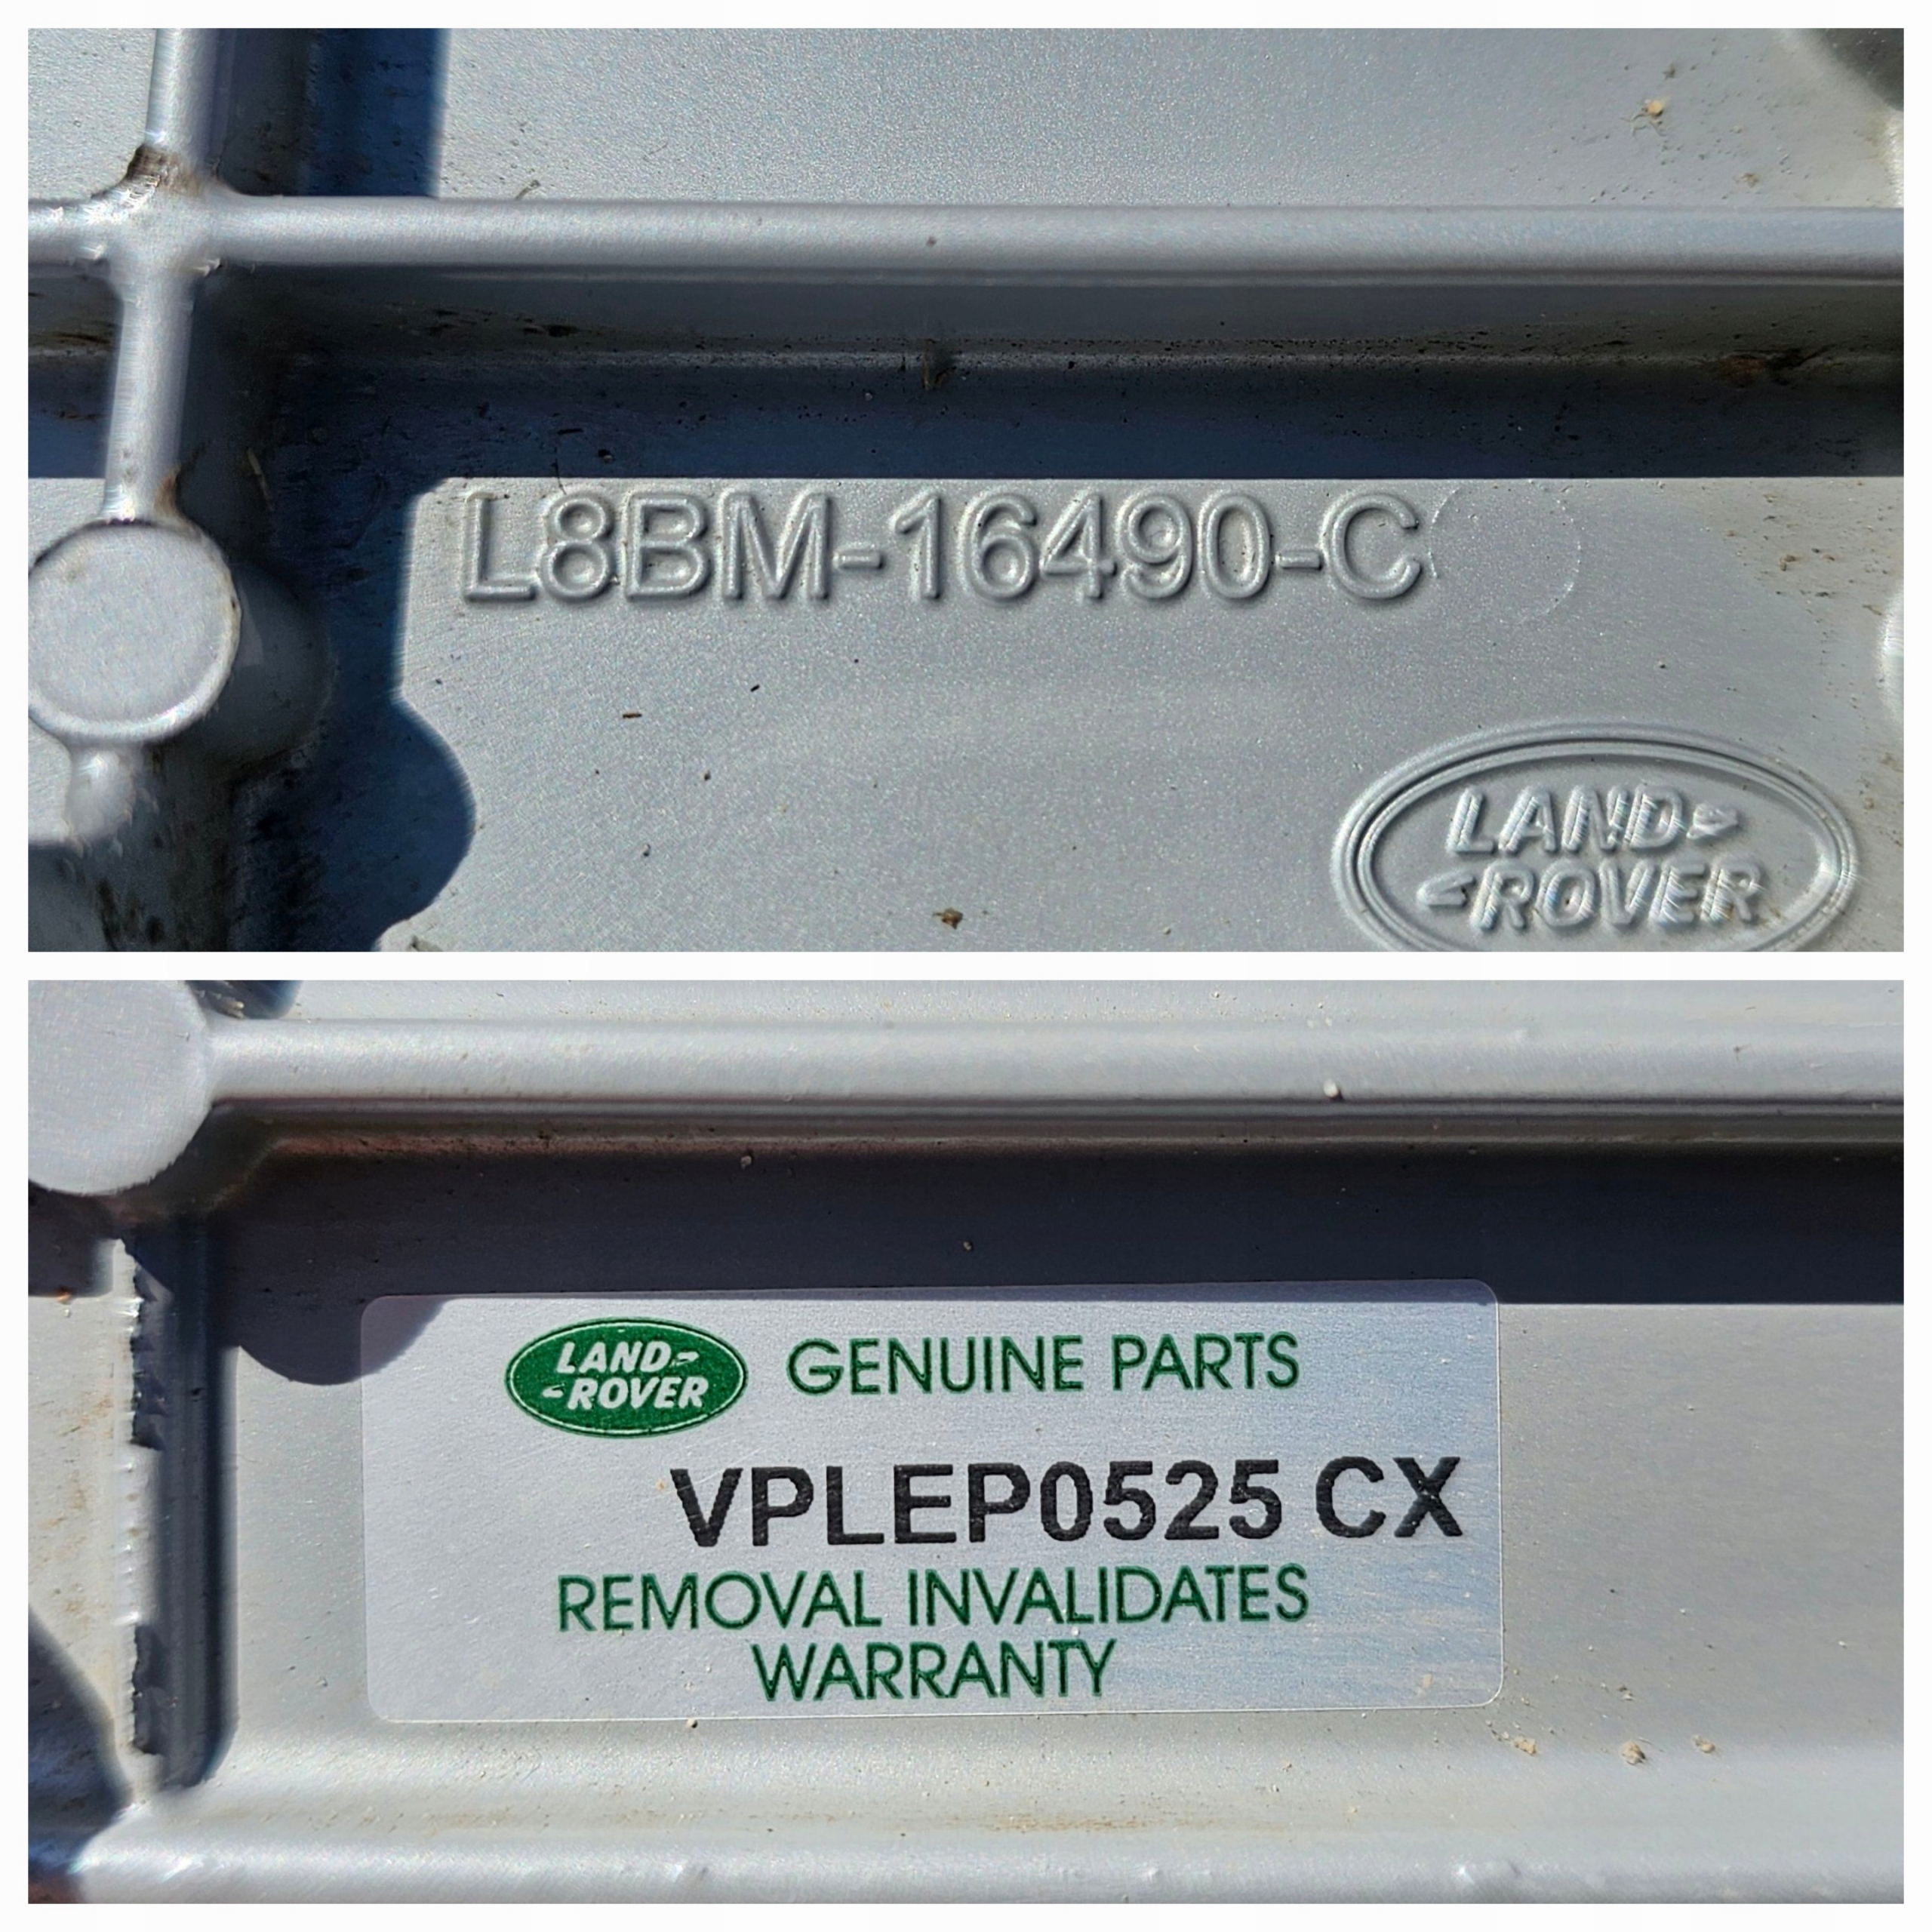 L8BM-16490-C
LAND
ROVER
LAND
ROVER
GENUINE PARTS
VPLEP0525 CX
REMOVAL INVALIDATES
WARRANTY